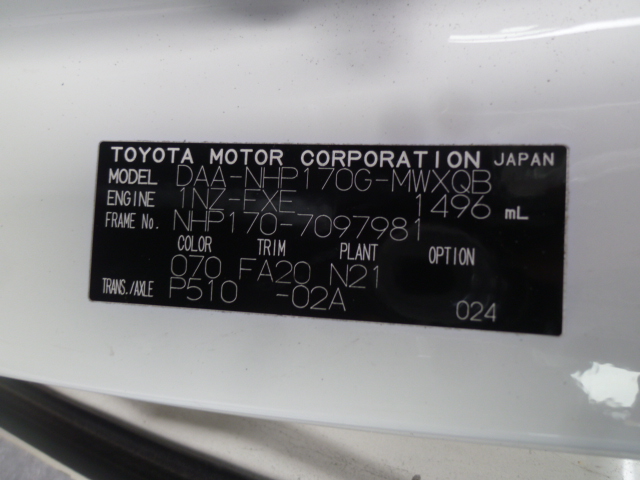 TOYOTA MOTOR CORPORATION JAPAN
MODEL DAA-NHP170G-MWXQB
ENGINE 1NZ-FXE 1496 mL
FRAME No. NHP170-7097981
COLOR TRIM PLANT OPTION
070 FA20 N21
TRANS./AXLE P510 -02A 024